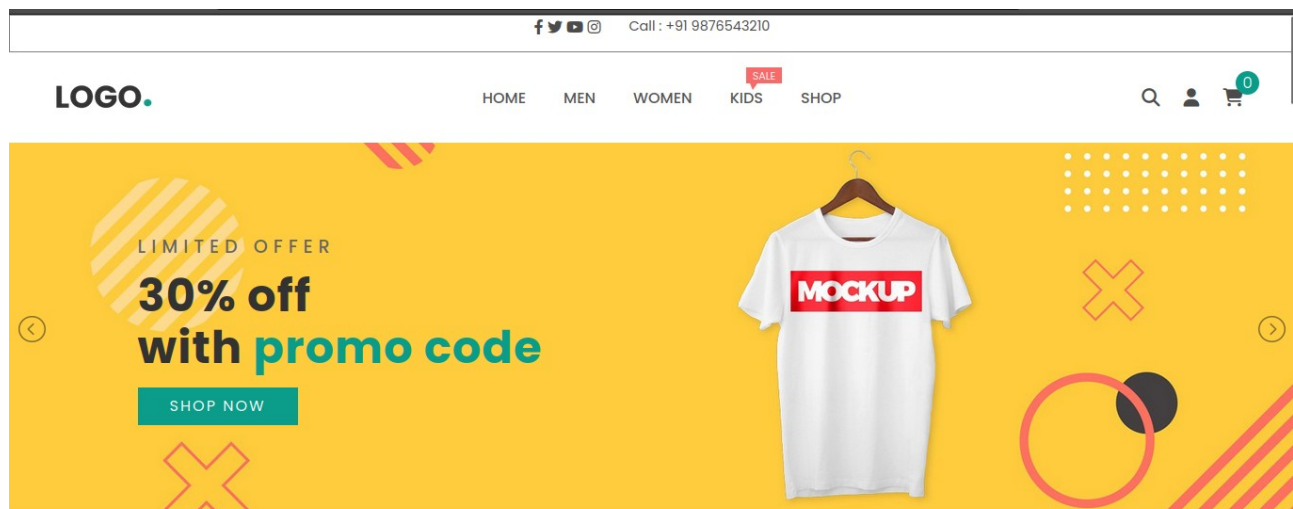 Call : +91 9876543210
SALE
LOGO.
HOME MEN WOMEN KIDS SHOP
0
LIMITED OFFER
30% off
with promo code
SHOP NOW
MOCKUP